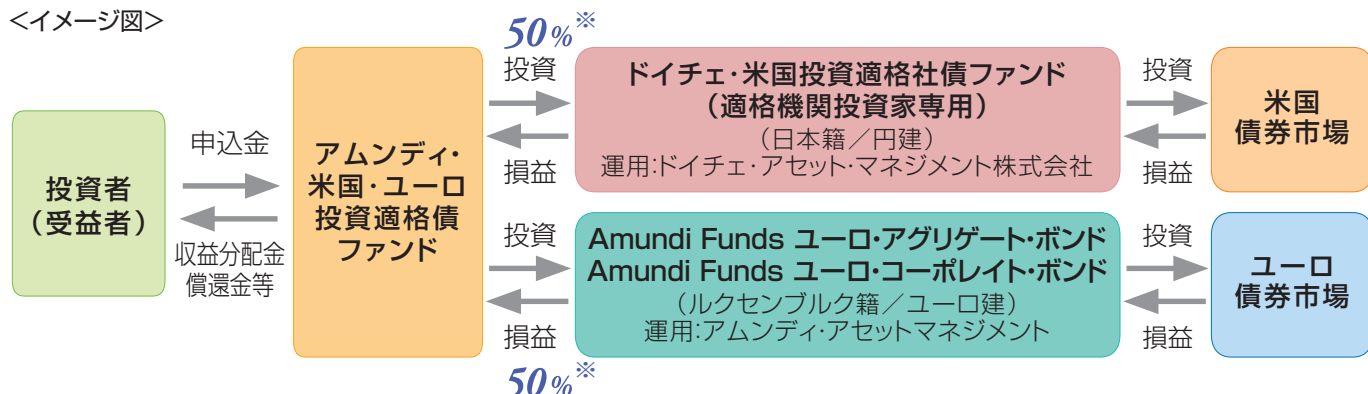 <イメージ図>
投資者
(受益者)
申込金
収益分配金
償還金等
アムンディ・
米国・ユーロ
投資適格債
ファンド
50%※
投資
損益
ドイチェ・米国投資適格社債ファンド
(適格機関投資家専用)
(日本籍/円建)
運用:ドイチェ・アセット・マネジメント株式会社
投資
損益
米国
債券市場
投資
損益
50%※
Amundi Funds ユーロ・アグリゲート・ボンド
Amundi Funds ユーロ・コーポレイト・ボンド
(ルクセンブルク籍/ユーロ建)
運用:アムンディ・アセットマネジメント
投資
損益
ユーロ
債券市場